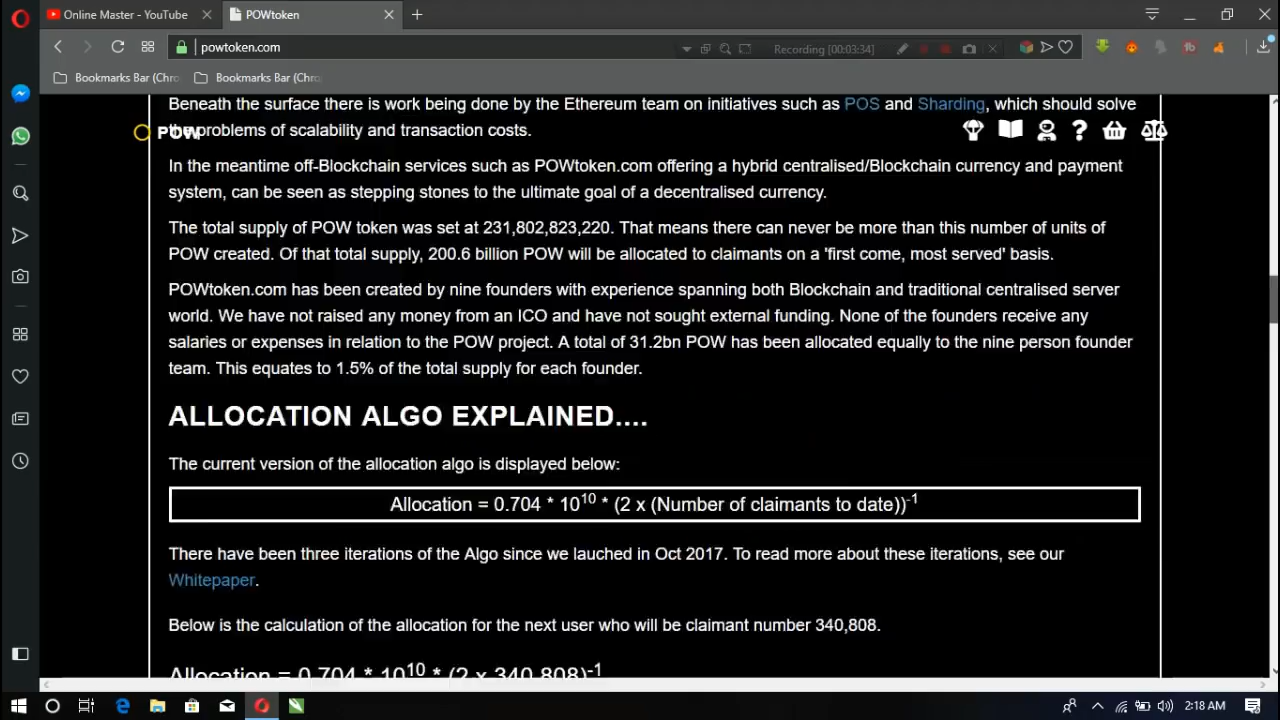 Online Master - YouTube
POWtoken
powtoken.com
Recording [00:03:34]
Bookmarks Bar (Chro
Bookmarks Bar (Chro
Beneath the surface there is work being done by the Ethereum team on initiatives such as POS and Sharding, which should solve
the problems of scalability and transaction costs.
POW
In the meantime off-Blockchain services such as POWtoken.com offering a hybrid centralised/Blockchain currency and payment
system, can be seen as stepping stones to the ultimate goal of a decentralised currency.
The total supply of POW token was set at 231,802,823,220. That means there can never be more than this number of units of
POW created. Of that total supply, 200.6 billion POW will be allocated to claimants on a 'first come, most served' basis.
POWtoken.com has been created by nine founders with experience spanning both Blockchain and traditional centralised server
world. We have not raised any money from an ICO and have not sought external funding. None of the founders receive any
salaries or expenses in relation to the POW project. A total of 31.2bn POW has been allocated equally to the nine person founder
team. This equates to 1.5% of the total supply for each founder.
ALLOCATION ALGO EXPLAINED....
The current version of the allocation algo is displayed below:
Allocation = 0.704 * 10¹⁰ * (2 x (Number of claimants to date))⁻¹
There have been three iterations of the Algo since we lauched in Oct 2017. To read more about these iterations, see our
Whitepaper.
Below is the calculation of the allocation for the next user who will be claimant number 340,808.
Allocation = 0.704 * 10¹⁰ * (2 x 340,808)⁻¹
2:18 AM